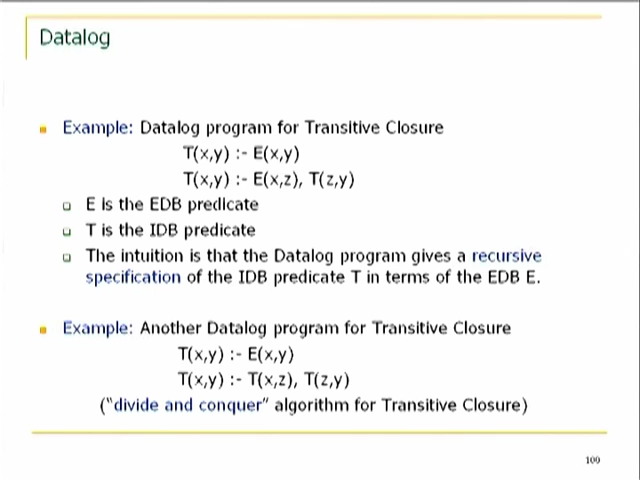 Datalog
Example: Datalog program for Transitive Closure
T(x,y) :- E(x,y)
T(x,y) :- E(x,z), T(z,y)
E is the EDB predicate
T is the IDB predicate
The intuition is that the Datalog program gives a recursive
specification of the IDB predicate T in terms of the EDB E.
Example: Another Datalog program for Transitive Closure
T(x,y) :- E(x,y)
T(x,y) :- T(x,z), T(z,y)
("divide and conquer" algorithm for Transitive Closure)
100